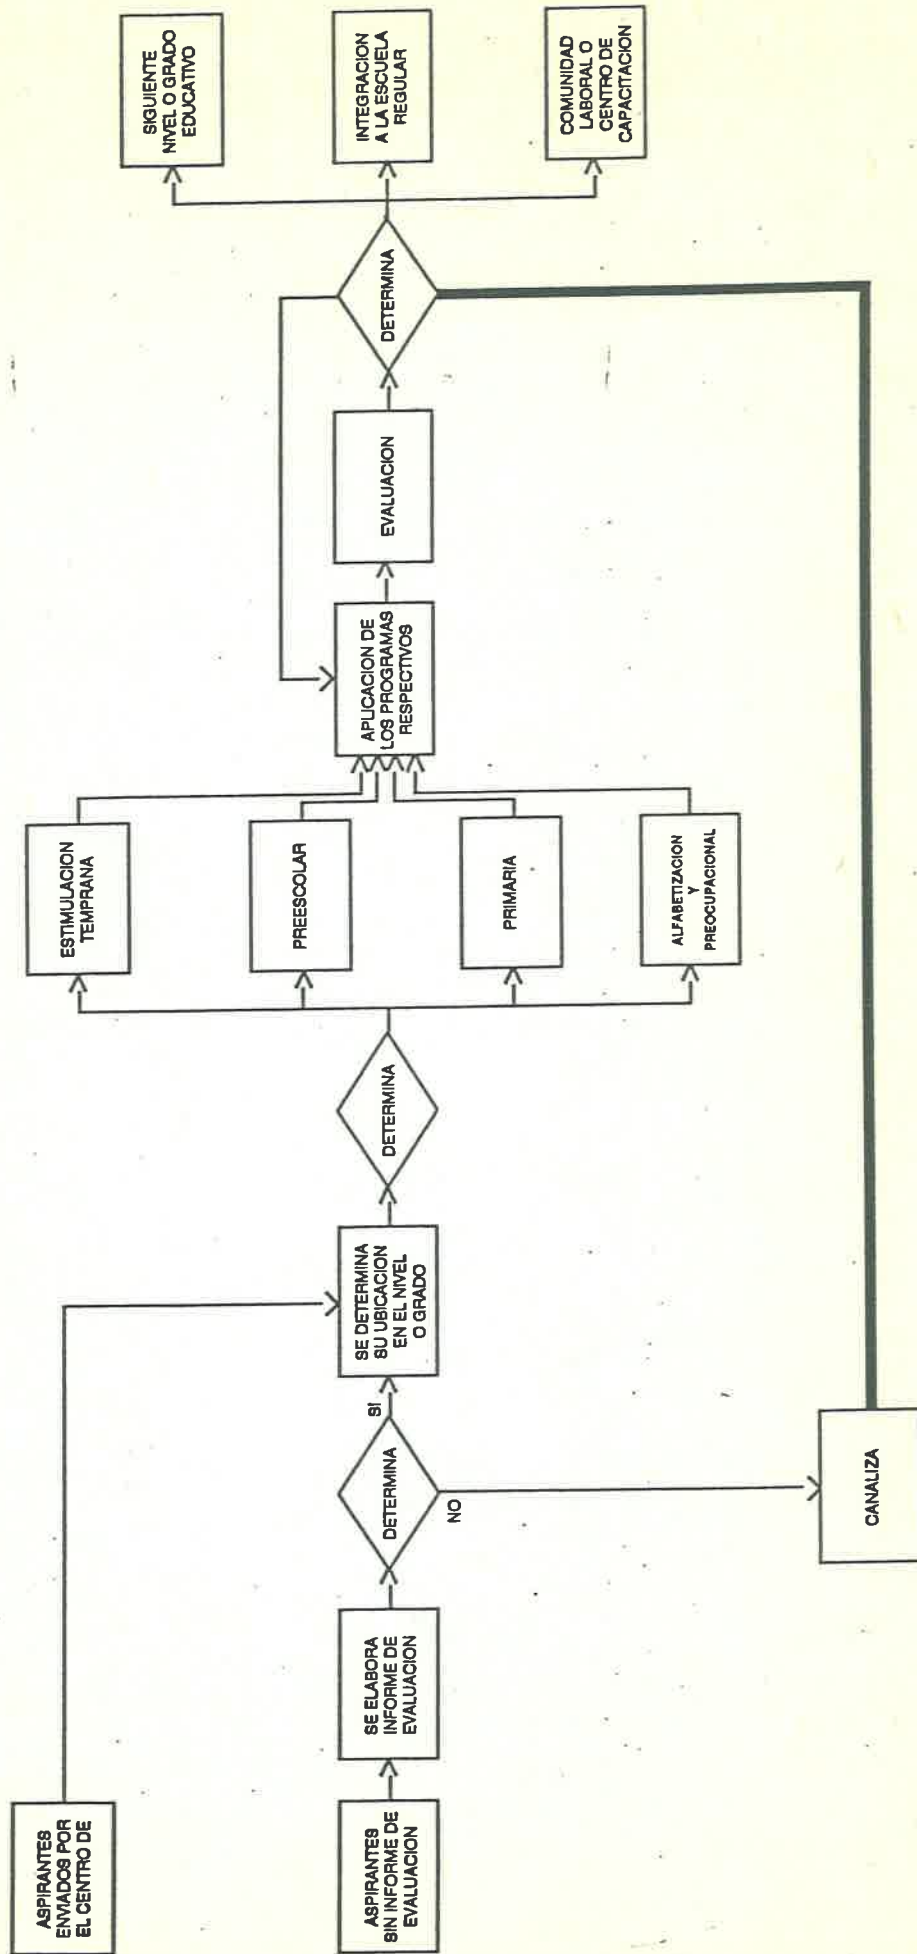 ASPIRANTES
ENVIADOS POR
EL CENTRO DE
ASPIRANTES
SIN INFORME DE
EVALUACION
SE ELABORA
INFORME DE
EVALUACION
DETERMINA
SI
NO
CANALIZA
SE DETERMINA
SU UBICACION
EN EL NIVEL
O GRADO
DETERMINA
ESTIMULACION
TEMPRANA
PREESCOLAR
PRIMARIA
ALFABETIZACION
Y
PREOCUPACIONAL
APLICACION DE
LOS PROGRAMAS
RESPECTIVOS
EVALUACION
DETERMINA
SIGUIENTE
NIVEL O GRADO
EDUCATIVO
INTEGRACION
A LA ESCUELA
REGULAR
COMUNIDAD
LABORAL O
CENTRO DE
CAPACITACION